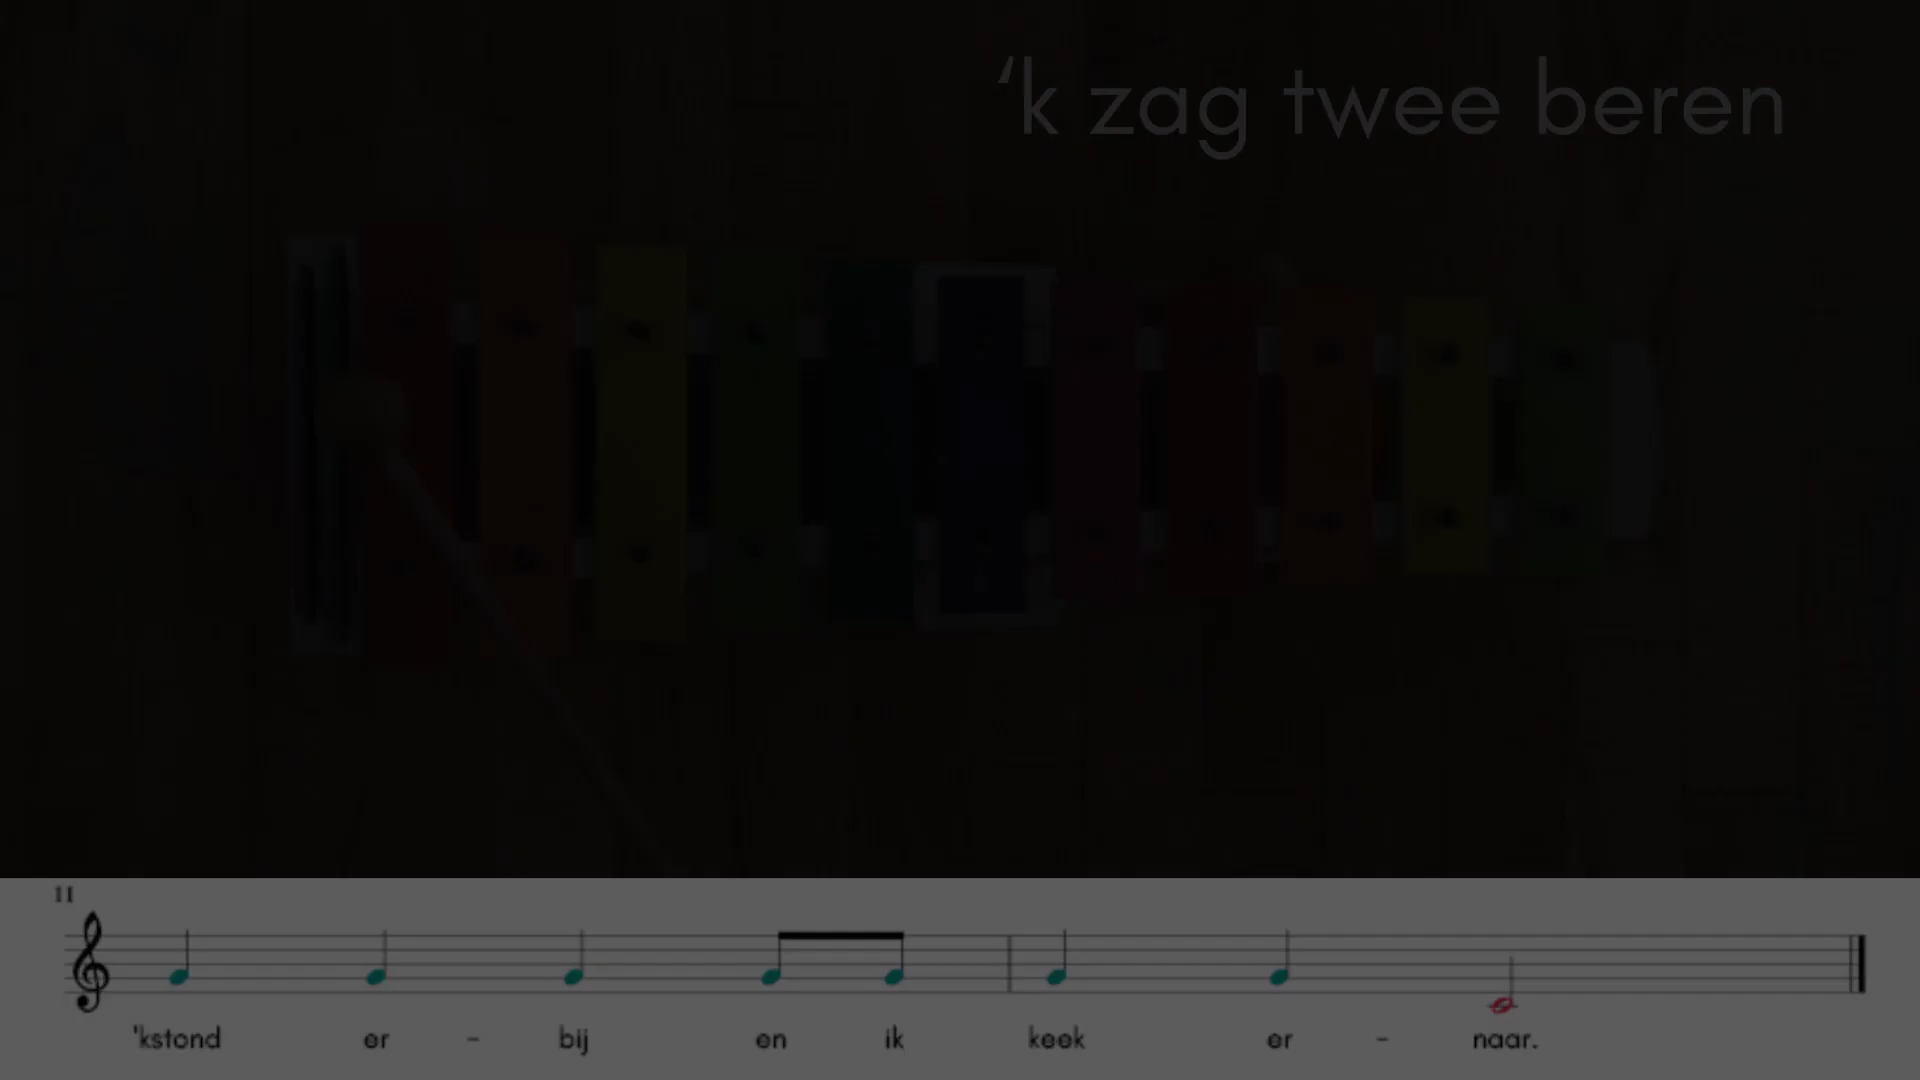 ‘k zag twee beren
11
'kstond er - bij en ik keek er - naar.